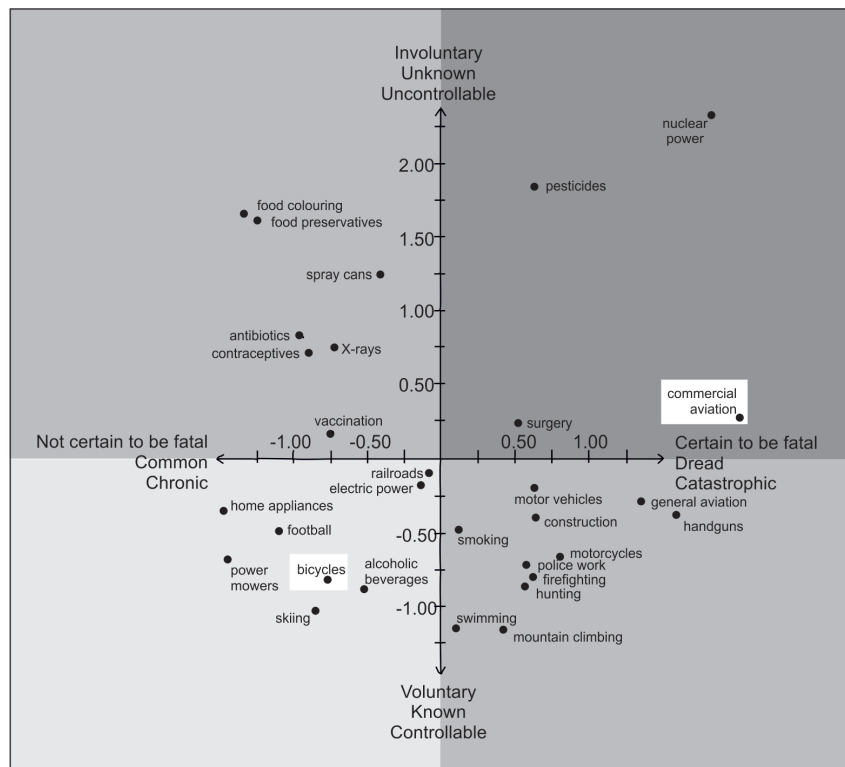 Involuntary
Unknown
Uncontrollable
nuclear
power
2.00
pesticides
food colouring
food preservatives
1.50
spray cans
1.00
antibiotics
contraceptives
X-rays
0.50
commercial
aviation
vaccination
surgery
Not certain to be fatal
Common
Chronic
-1.00
-0.50
0.50
1.00
Certain to be fatal
Dread
Catastrophic
railroads
electric power
motor vehicles
general aviation
home appliances
handguns
football
construction
-0.50
smoking
motorcycles
power
mowers
bicycles
alcoholic
beverages
police work
firefighting
hunting
-1.00
skiing
swimming
mountain climbing
Voluntary
Known
Controllable